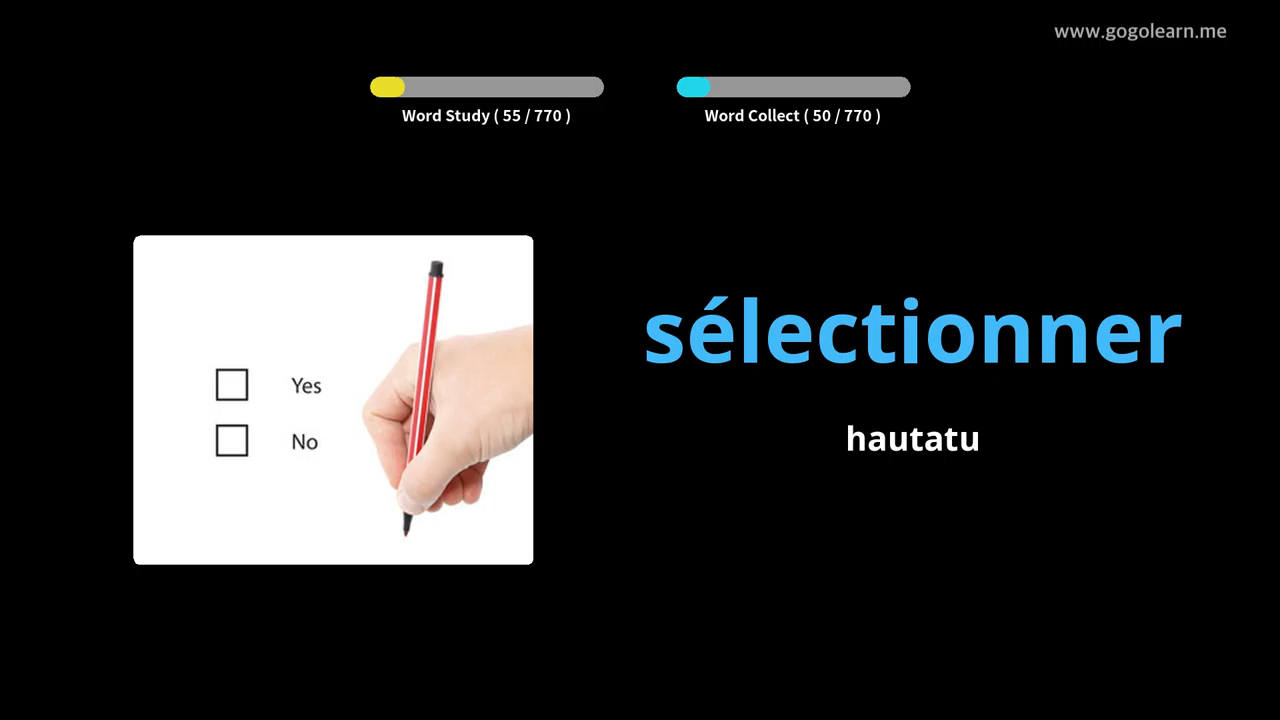 www.gogolearn.me
Word Study ( 55 / 770 )
Word Collect ( 50 / 770 )
Yes
No
sélectionner
hautatu